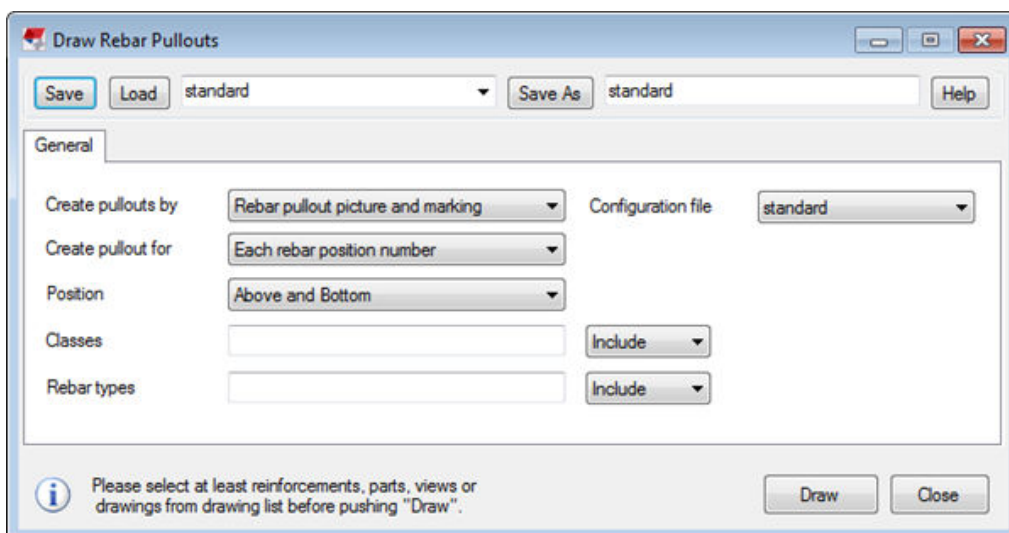 Draw Rebar Pullouts
Save Load standard Save As standard Help
General
Create pullouts by Rebar pullout picture and marking Configuration file standard
Create pullout for Each rebar position number
Position Above and Bottom
Classes Include
Rebar types Include
Please select at least reinforcements, parts, views or
drawings from drawing list before pushing "Draw".
Draw Close